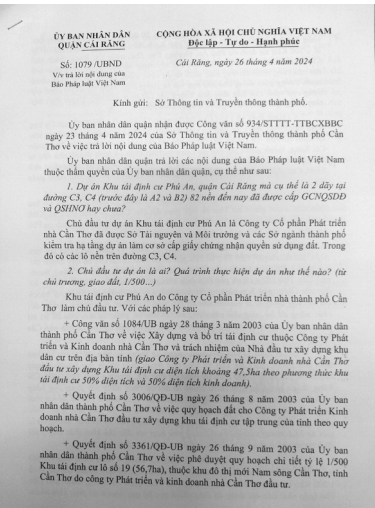 ỦY BAN NHÂN DÂN
QUẬN CÁI RĂNG
CỘNG HÒA XÃ HỘI CHỦ NGHĨA VIỆT NAM
Độc lập - Tự do - Hạnh phúc
Số: 1079 /UBND
V/v trả lời nội dung của
Báo Pháp luật Việt Nam
Cái Răng, ngày 26 tháng 4 năm 2024
Kính gửi: Sở Thông tin và Truyền thông thành phố.
Ủy ban nhân dân quận nhận được Công văn số 934/STTTT-TTBCXBBC
ngày 23 tháng 4 năm 2024 của Sở Thông tin và Truyền thông thành phố Cần
Thơ về việc trả lời nội dung của Báo Pháp luật Việt Nam.
Ủy ban nhân dân quận trả lời các nội dung của Báo Pháp luật Việt Nam
thuộc thẩm quyền của Ủy ban nhân dân quận, cụ thể như sau:
1. Dự án Khu tái định cư Phú An, quận Cái Răng mà cụ thể là 2 dãy tại
đường C3, C4 (trước đây là A2 và B2) 82 nền đến nay đã được cấp GCNQSDĐ
và QSHNO hay chưa?
Chủ đầu tư dự án Khu tái định cư Phú An là Công ty Cổ phần Phát triển
nhà Cần Thơ đã được Sở Tài nguyên và Môi trường và các Sở ngành thành phố
kiểm tra hạ tầng dự án làm cơ sở cấp giấy chứng nhận quyền sử dụng đất. Trong
đó có các lô nền trên đường C3, C4.
2. Chủ đầu tư dự án là ai? Quá trình thực hiện dự án như thế nào? (từ
chủ trương, giao đất, 1/500...)
Khu tái định cư Phú An do Công ty Cổ phần Phát triển nhà thành phố Cần
Thơ làm chủ đầu tư. Với các pháp lý sau:
+ Công văn số 1084/UB ngày 28 tháng 3 năm 2003 của Ủy ban nhân dân
thành phố Cần Thơ về việc Xây dựng và bố trí tái định cư thuộc Công ty Phát
triển và Kinh doanh nhà Cần Thơ và trách nhiệm của Nhà đầu tư xây dựng khu
dân cư trên địa bàn tỉnh (giao Công ty Phát triển và Kinh doanh nhà Cần Thơ
đầu tư xây dựng Khu tái định cư diện tích khoảng 47,5ha theo phương thức khu
tái định cư 50% diện tích và 50% diện tích kinh doanh).
+ Quyết định số 3006/QĐ-UB ngày 26 tháng 8 năm 2003 của Ủy ban
nhân dân thành phố Cần Thơ về việc quy hoạch đất cho Công ty Phát triển Kinh
doanh nhà Cần Thơ đầu tư xây dựng khu tái định cư tập trung của tỉnh theo quy
hoạch.
+ Quyết định số 3361/QĐ-UB ngày 26 tháng 9 năm 2003 của Ủy ban
nhân dân thành phố Cần Thơ về việc phê duyệt quy hoạch chi tiết tỷ lệ 1/500
Khu tái định cư lô số 19 (56,7ha), thuộc khu đô thị mới Nam sông Cần Thơ, tỉnh
Cần Thơ do công ty Phát triển và kinh doanh nhà Cần Thơ đầu tư.